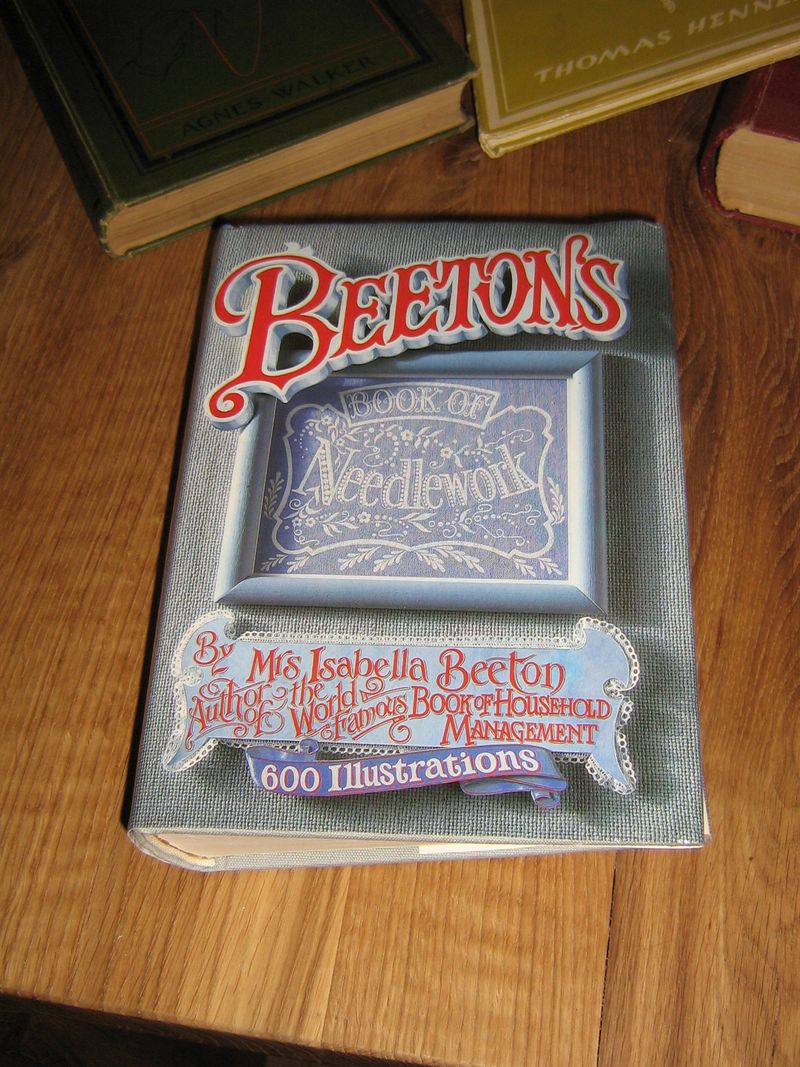 AGNES WALKER
THOMAS HENNE
BEETON'S
BOOK OF
Needlework
By Mrs Isabella Beeton
Author of the World Famous BOOK OF HOUSEHOLD
MANAGEMENT
600 Illustrations